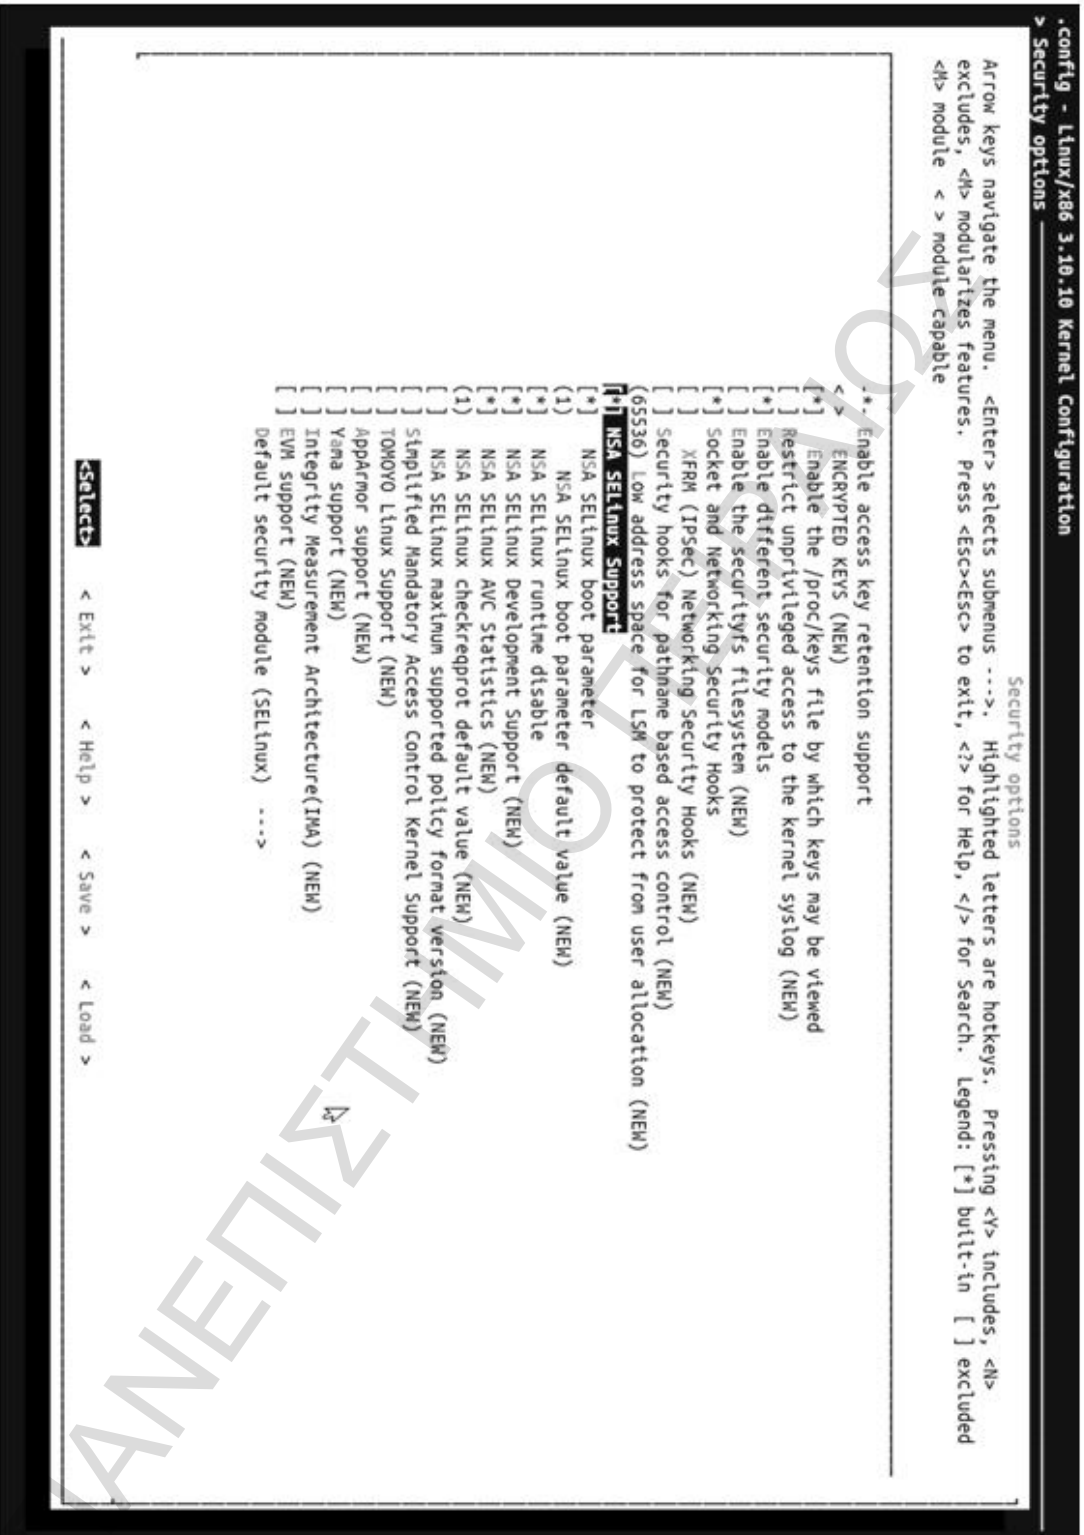 .config - Linux/x86 3.10.10 Kernel Configuration
> Security options
Security options
Arrow keys navigate the menu. <Enter> selects submenus --->. Highlighted letters are hotkeys. Pressing <Y> includes, <N>
excludes, <M> modularizes features. Press <Esc><Esc> to exit, <?> for Help, </> for Search. Legend: [*] built-in [ ] excluded
<M> module < > module capable
-*- Enable access key retention support
< > ENCRYPTED KEYS (NEW)
[*] Enable the /proc/keys file by which keys may be viewed
[ ] Restrict unprivileged access to the kernel syslog (NEW)
[*] Enable different security models
[ ] Enable the securityfs filesystem (NEW)
[*] Socket and Networking Security Hooks
[ ] XFRM (IPSec) Networking Security Hooks (NEW)
[ ] Security hooks for pathname based access control (NEW)
(65536) Low address space for LSM to protect from user allocation (NEW)
[*] NSA SELinux Support
[*] NSA SELinux boot parameter
(1) NSA SELinux boot parameter default value (NEW)
[*] NSA SELinux runtime disable
[*] NSA SELinux Development Support (NEW)
[*] NSA SELinux AVC Statistics (NEW)
(1) NSA SELinux checkreqprot default value (NEW)
[ ] NSA SELinux maximum supported policy format version (NEW)
[ ] Simplified Mandatory Access Control Kernel Support (NEW)
[ ] TOMOYO Linux Support (NEW)
[ ] AppArmor support (NEW)
[ ] Yama support (NEW)
[ ] Integrity Measurement Architecture(IMA) (NEW)
[ ] EVM support (NEW)
Default security module (SELinux) --->
<Select> < Exit > < Help > < Save > < Load >
ΑΝΕΠΙΣΤΗΜΙΟ ΠΕΙΡΑΙΩΣ